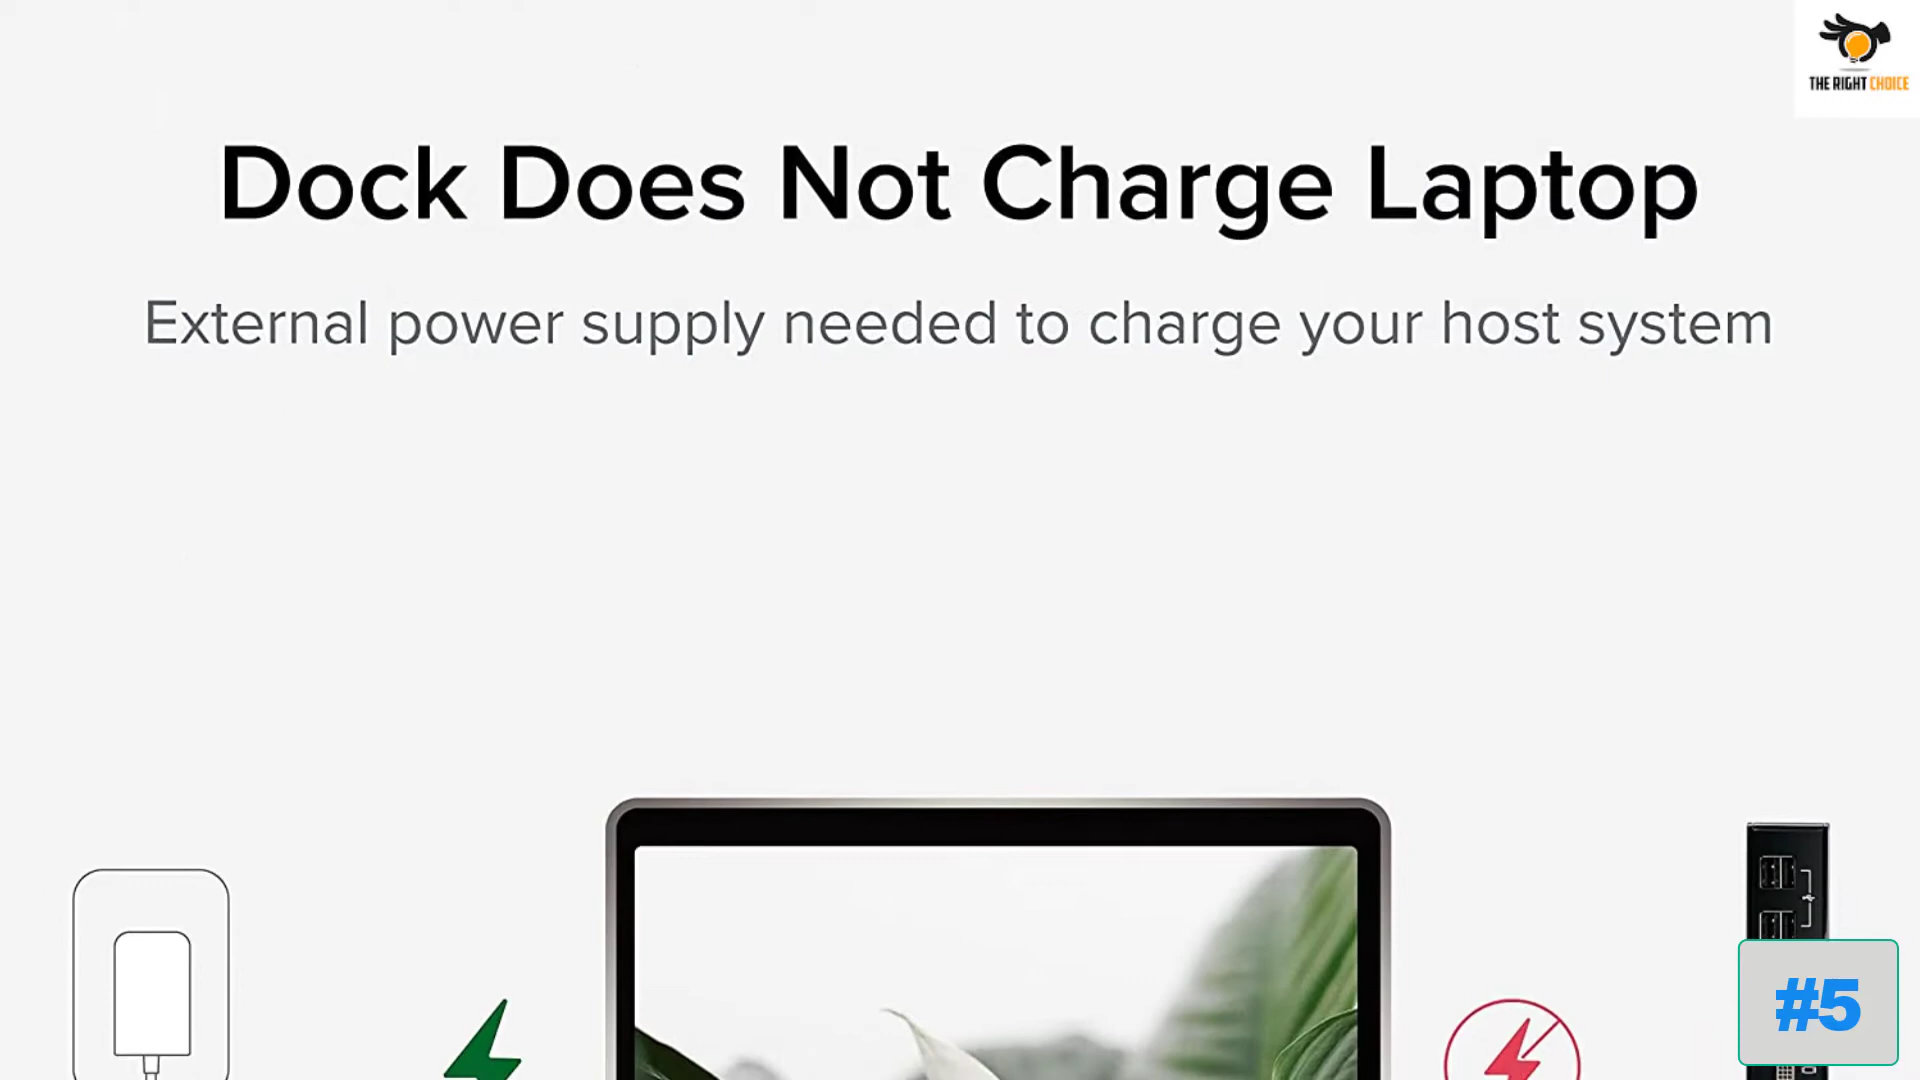 THE RIGHT CHOICE
Dock Does Not Charge Laptop
External power supply needed to charge your host system
#5